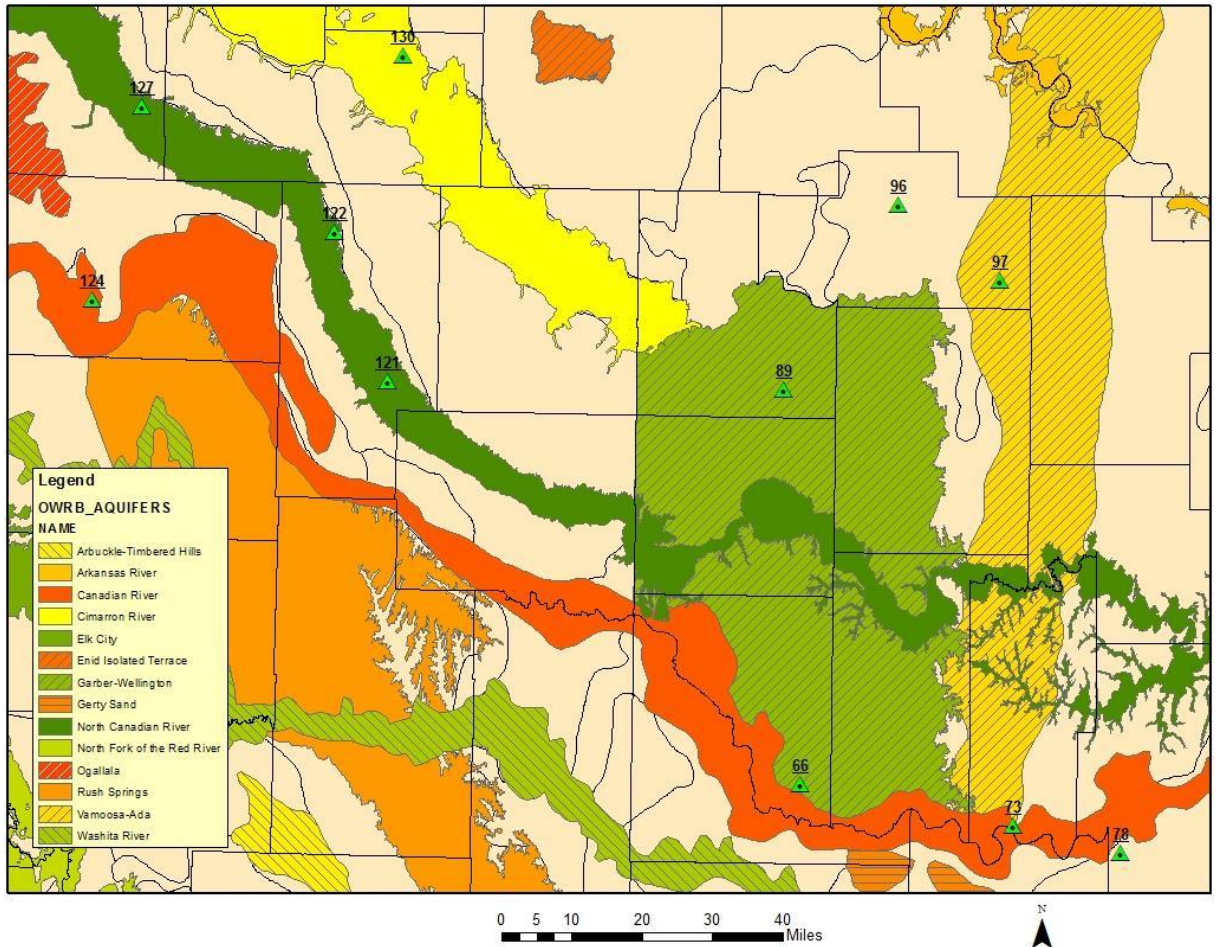 130
127
96
122
97
124
121
89
Legend
OWRB_AQUIFERS
NAME
Arbuckle-Timbered Hills
Arkansas River
Canadian River
Cimarron River
Elk City
Enid Isolated Terrace
Garber-Wellington
Gerty Sand
North Canadian River
North Fork of the Red River
Ogallala
Rush Springs
Vamoosa-Ada
Washita River
66
73
78
0 5 10 20 30 40
Miles
N